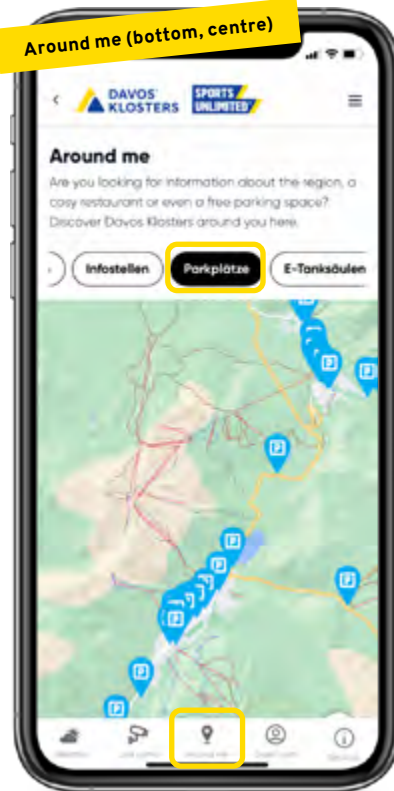 Around me (bottom, centre)
DAVOS
KLOSTERS
SPORTS
UNLIMITED
Around me
Are you looking for information about the region, a
cosy restaurant or even a free parking space?
Discover Davos Klosters around you here.
Infostellen
Parkplätze
E-Tanksäulen